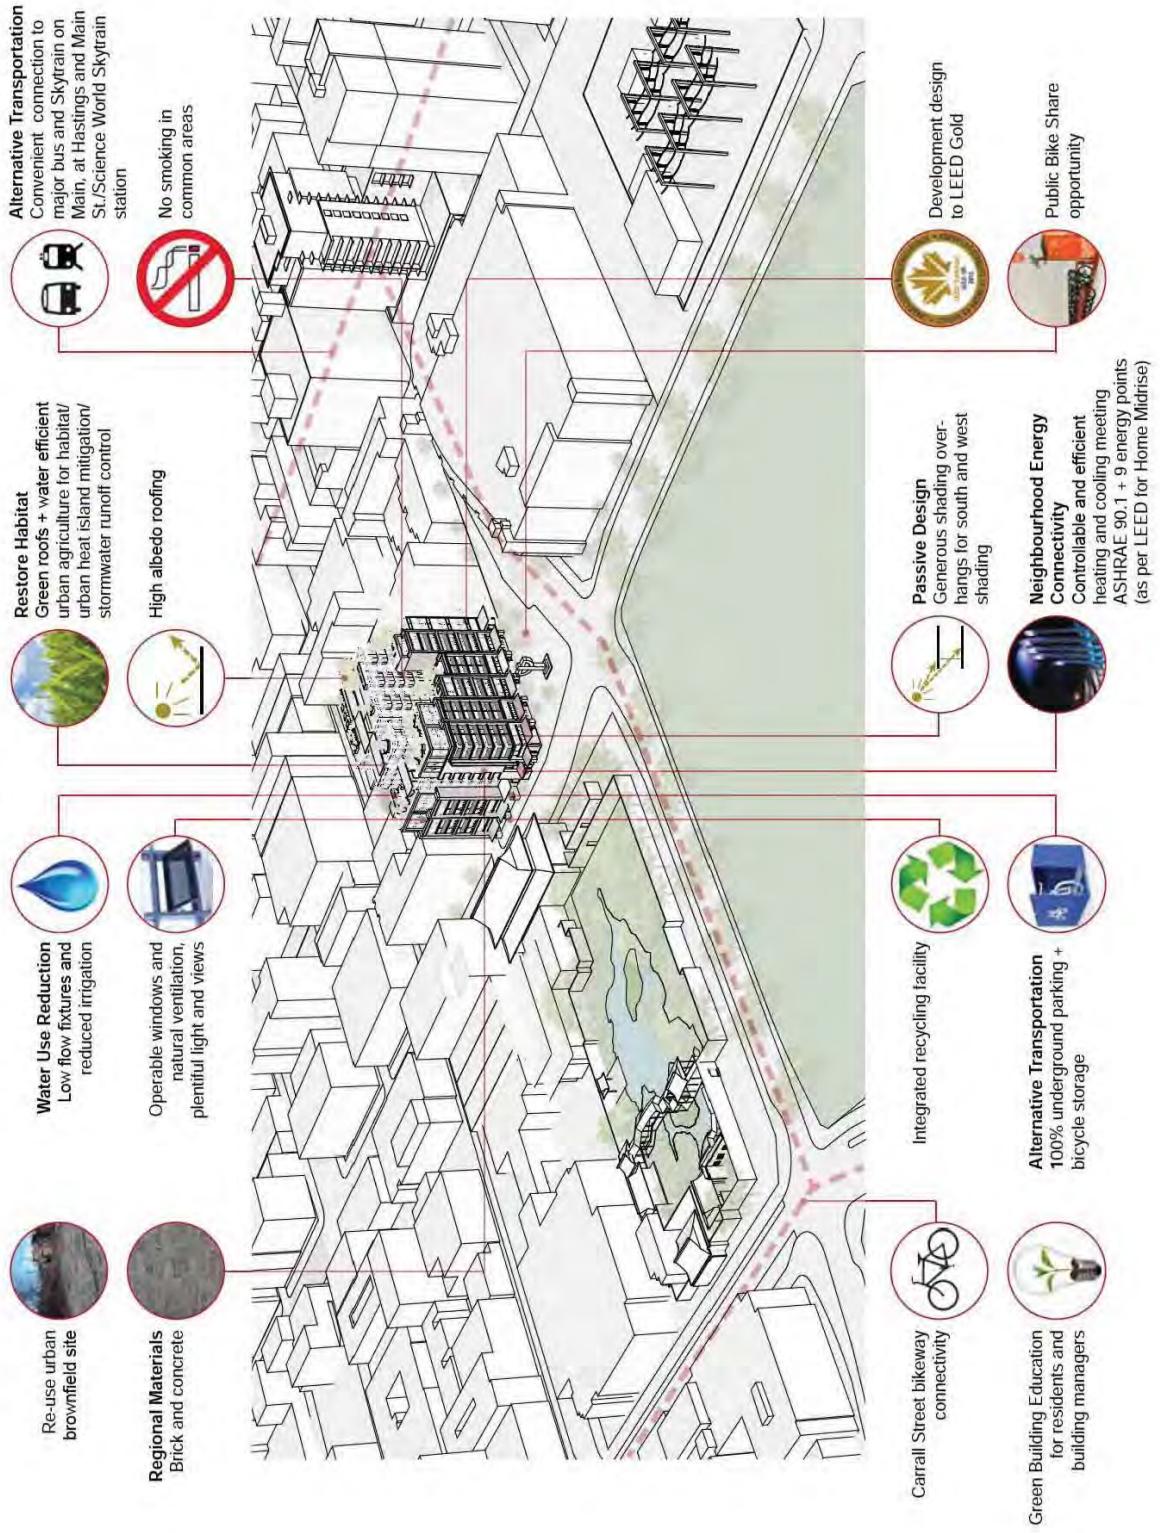 Re-use urban
brownfield site
Water Use Reduction
Low flow fixtures and
reduced irrigation
Restore Habitat
Green roofs + water efficient
urban agriculture for habitat/
urban heat island mitigation/
stormwater runoff control
Alternative Transportation
Convenient connection to
major bus and Skytrain on
Main, at Hastings and Main
St./Science World Skytrain
station
Regional Materials
Brick and concrete
Operable windows and
natural ventilation,
plentiful light and views
High albedo roofing
No smoking in
common areas
Carrall Street bikeway
connectivity
Integrated recycling facility
Passive Design
Generous shading over-
hangs for south and west
shading
Development design
to LEED Gold
Green Building Education
for residents and
building managers
Alternative Transportation
100% underground parking +
bicycle storage
Neighbourhood Energy
Connectivity
Controllable and efficient
heating and cooling meeting
ASHRAE 90.1 + 9 energy points
(as per LEED for Home Midrise)
Public Bike Share
opportunity